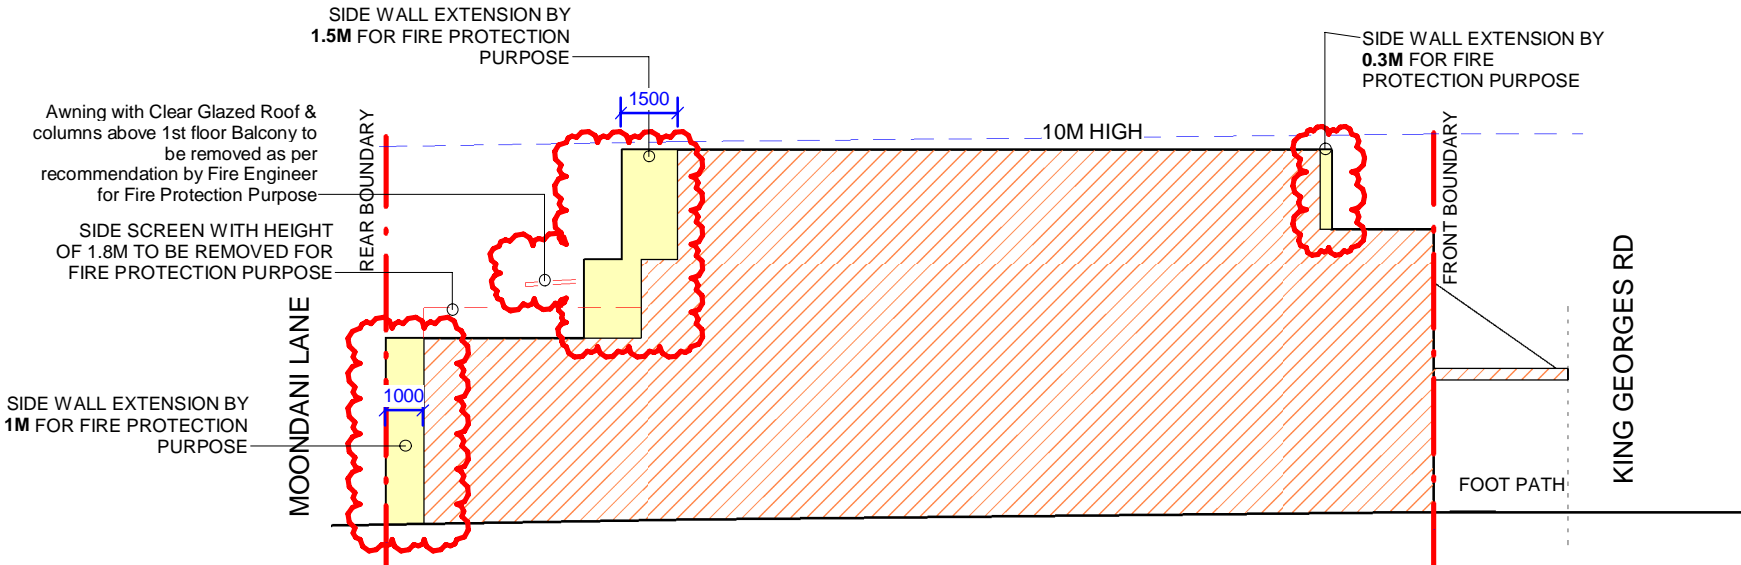 SIDE WALL EXTENSION BY
1.5M FOR FIRE PROTECTION
PURPOSE
SIDE WALL EXTENSION BY
0.3M FOR FIRE
PROTECTION PURPOSE
Awning with Clear Glazed Roof &
columns above 1st floor Balcony to
be removed as per
recommendation by Fire Engineer
for Fire Protection Purpose
1500
10M HIGH
REAR BOUNDARY
FRONT BOUNDARY
SIDE SCREEN WITH HEIGHT
OF 1.8M TO BE REMOVED FOR
FIRE PROTECTION PURPOSE
SIDE WALL EXTENSION BY
1M FOR FIRE PROTECTION
PURPOSE
1000
MOONDANI LANE
FOOT PATH
KING GEORGES RD